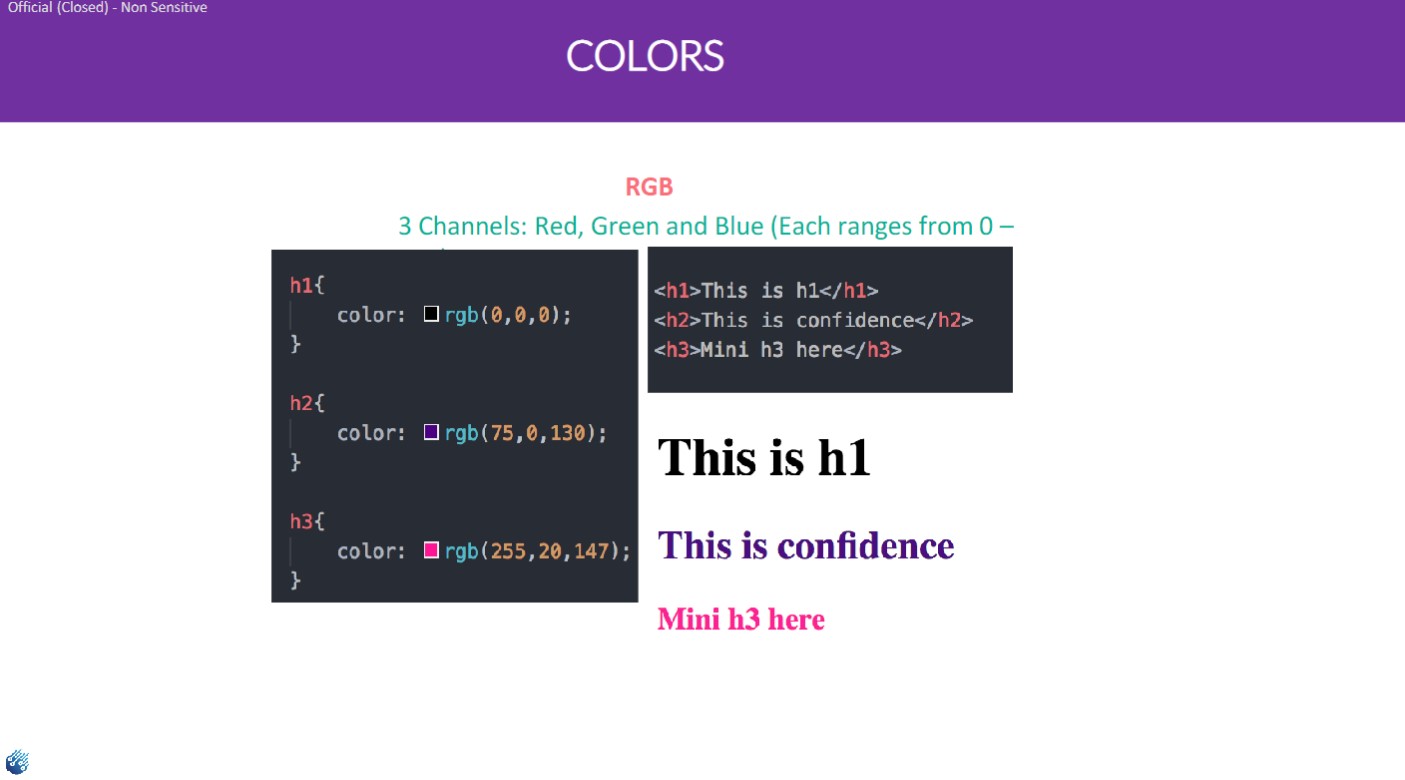 Official (Closed) - Non Sensitive
COLORS
RGB
3 Channels: Red, Green and Blue (Each ranges from 0 –
h1{
color: rgb(0,0,0);
}
h2{
color: rgb(75,0,130);
}
h3{
color: rgb(255,20,147);
}
<h1>This is h1</h1>
<h2>This is confidence</h2>
<h3>Mini h3 here</h3>
This is h1
This is confidence
Mini h3 here